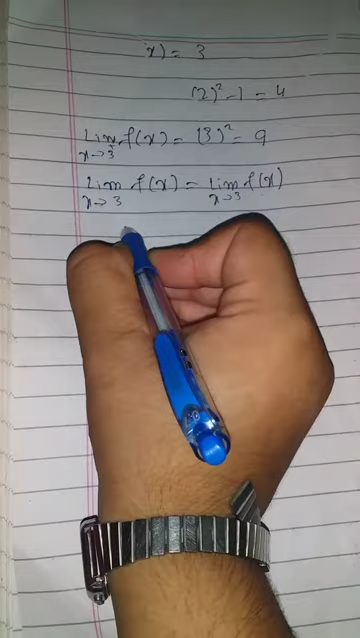 x) = 3
(2)² - 1 = 4
Lim f(x) = (3)² = 9
x→3
Lim f(x) = Lim f(x)
x→3 x→3